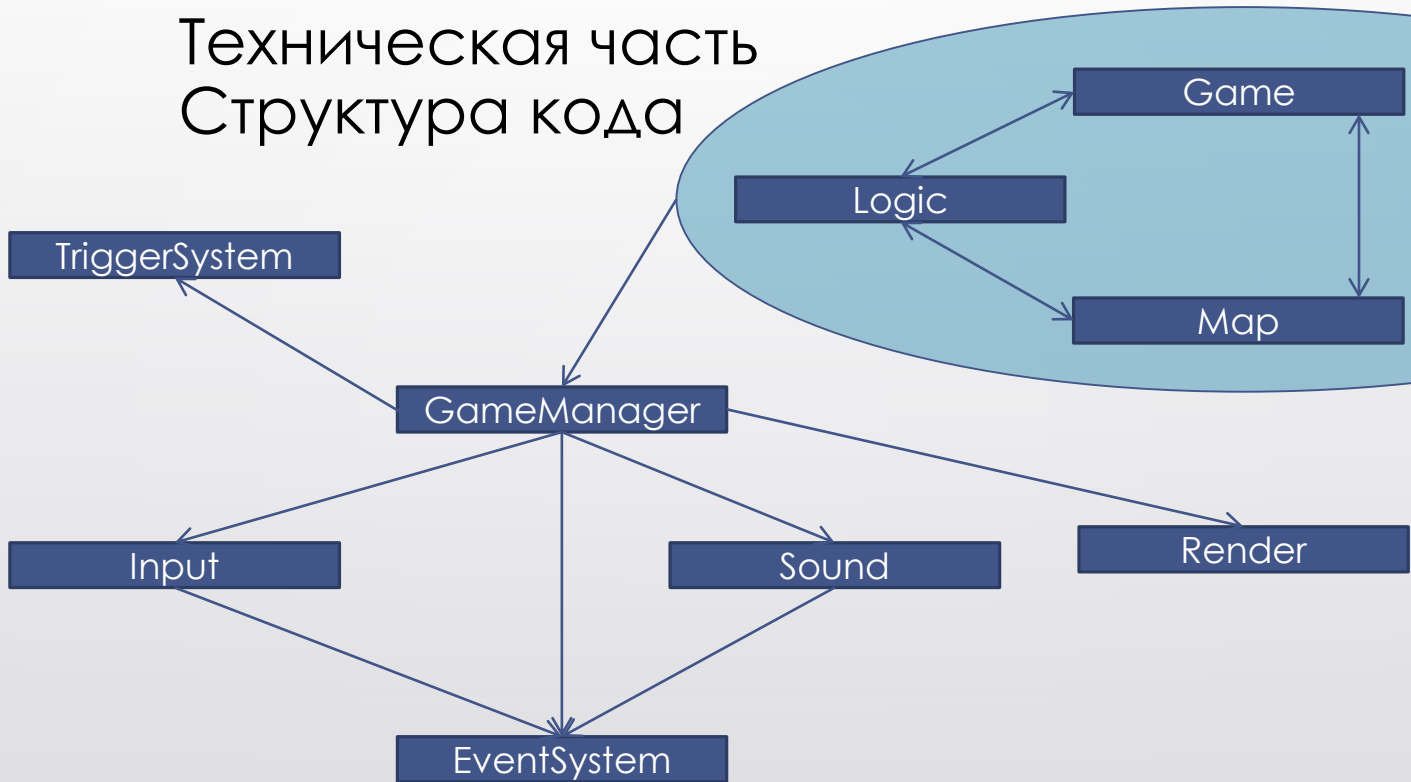 Техническая часть
Структура кода
Game
Logic
TriggerSystem
Map
GameManager
Input
Sound
Render
EventSystem